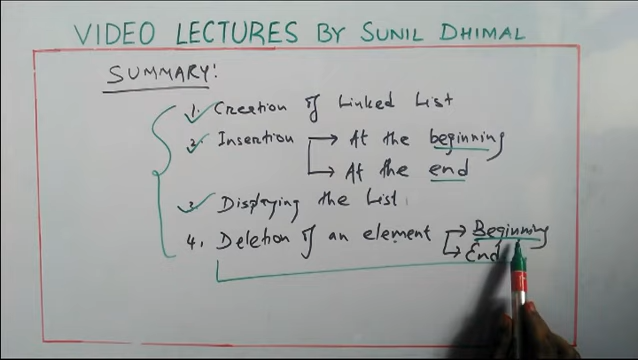 VIDEO LECTURES BY SUNIL DHIMAL
SUMMARY:
1. Creation of Linked List
2. Insertion → At the beginning
→ At the end
3. Displaying the List
4. Deletion of an element → Beginning
→ End